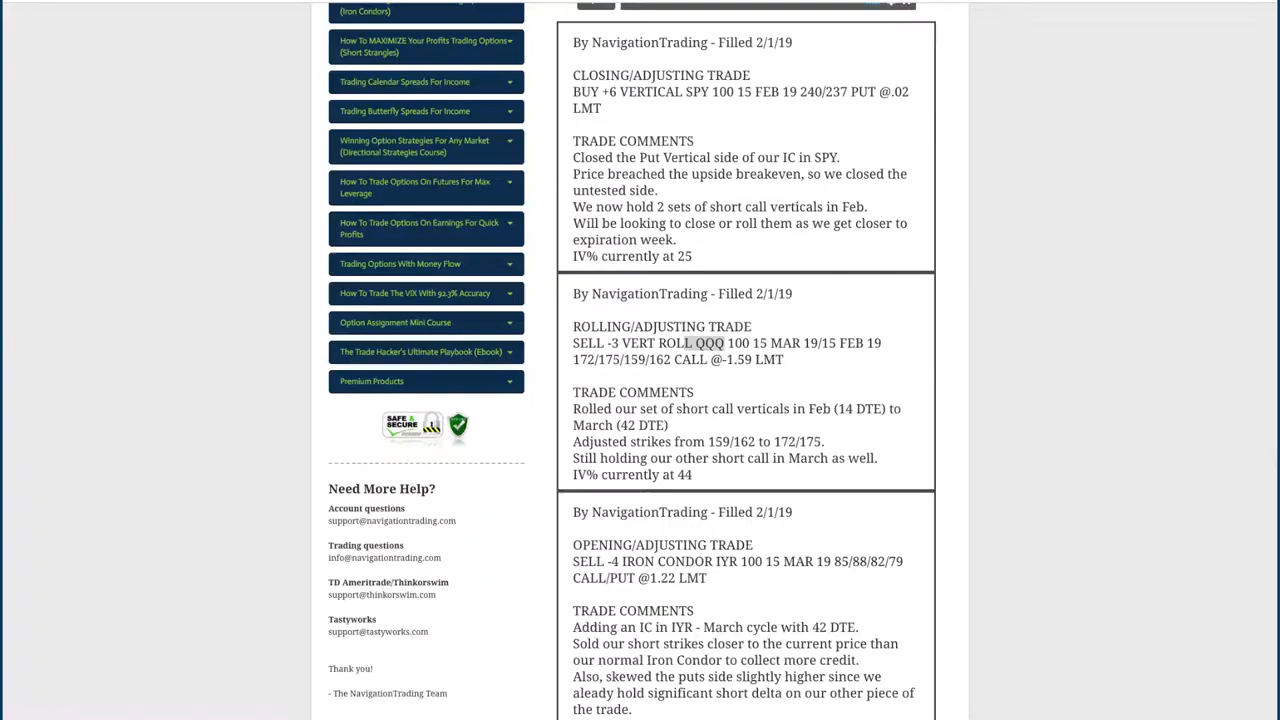 (Iron Condors)
How To MAXIMIZE Your Profits Trading Options
(Short Strangles)
Trading Calendar Spreads For Income
Trading Butterfly Spreads For Income
Winning Option Strategies For Any Market
(Directional Strategies Course)
How To Trade Options On Futures For Max
Leverage
How To Trade Options On Earnings For Quick
Profits
Trading Options With Money Flow
How To Trade The VIX With 92.3% Accuracy
Option Assignment Mini Course
The Trade Hacker's Ultimate Playbook (Ebook)
Premium Products
SAFE &
SECURE
Need More Help?
Account questions
support@navigationtrading.com
Trading questions
info@navigationtrading.com
TD Ameritrade/Thinkorswim
support@thinkorswim.com
Tastyworks
support@tastyworks.com
Thank you!
- The NavigationTrading Team
By NavigationTrading - Filled 2/1/19
CLOSING/ADJUSTING TRADE
BUY +6 VERTICAL SPY 100 15 FEB 19 240/237 PUT @.02
LMT
TRADE COMMENTS
Closed the Put Vertical side of our IC in SPY.
Price breached the upside breakeven, so we closed the
untested side.
We now hold 2 sets of short call verticals in Feb.
Will be looking to close or roll them as we get closer to
expiration week.
IV% currently at 25
By NavigationTrading - Filled 2/1/19
ROLLING/ADJUSTING TRADE
SELL -3 VERT ROLL QQQ 100 15 MAR 19/15 FEB 19
172/175/159/162 CALL @-1.59 LMT
TRADE COMMENTS
Rolled our set of short call verticals in Feb (14 DTE) to
March (42 DTE)
Adjusted strikes from 159/162 to 172/175.
Still holding our other short call in March as well.
IV% currently at 44
By NavigationTrading - Filled 2/1/19
OPENING/ADJUSTING TRADE
SELL -4 IRON CONDOR IYR 100 15 MAR 19 85/88/82/79
CALL/PUT @1.22 LMT
TRADE COMMENTS
Adding an IC in IYR - March cycle with 42 DTE.
Sold our short strikes closer to the current price than
our normal Iron Condor to collect more credit.
Also, skewed the puts side slightly higher since we
aleady hold significant short delta on our other piece of
the trade.